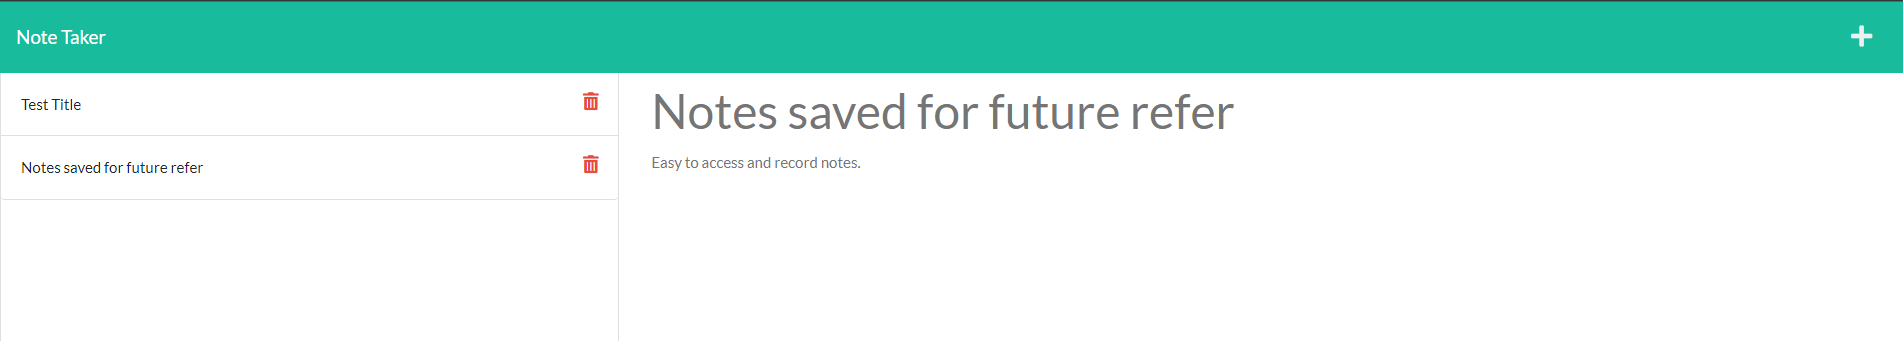 Note Taker
Test Title
Notes saved for future refer
Notes saved for future refer
Easy to access and record notes.